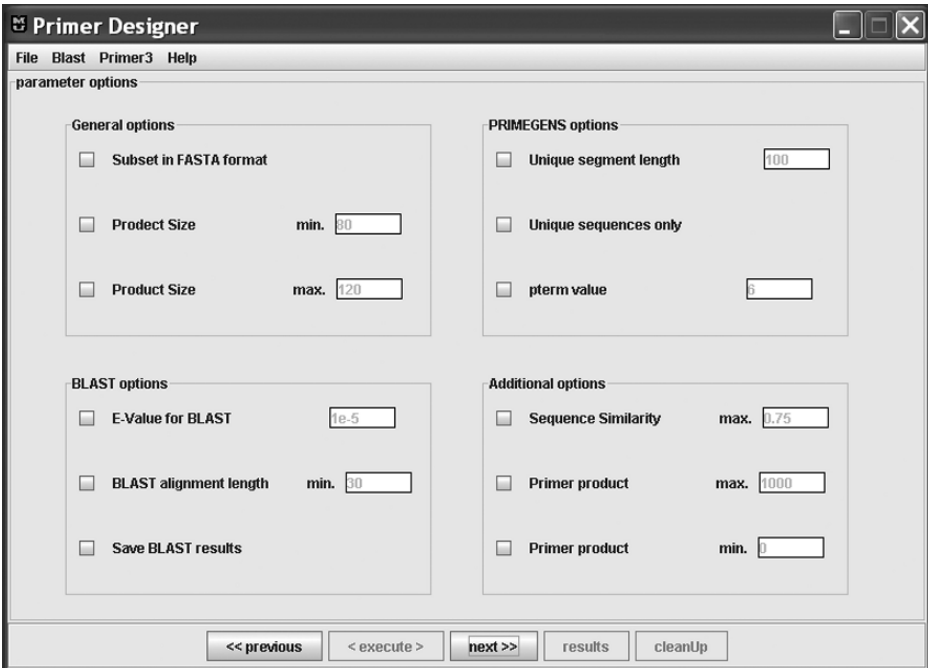 Primer Designer
File Blast Primer3 Help
parameter options
General options
Subset in FASTA format
Prodect Size min. 80
Product Size max. 120
PRIMEGENS options
Unique segment length 100
Unique sequences only
pterm value 6
BLAST options
E-Value for BLAST 1e-5
BLAST alignment length min. 30
Save BLAST results
Additional options
Sequence Similarity max. 0.75
Primer product max. 1000
Primer product min. 0
<< previous < execute > next >> results cleanUp